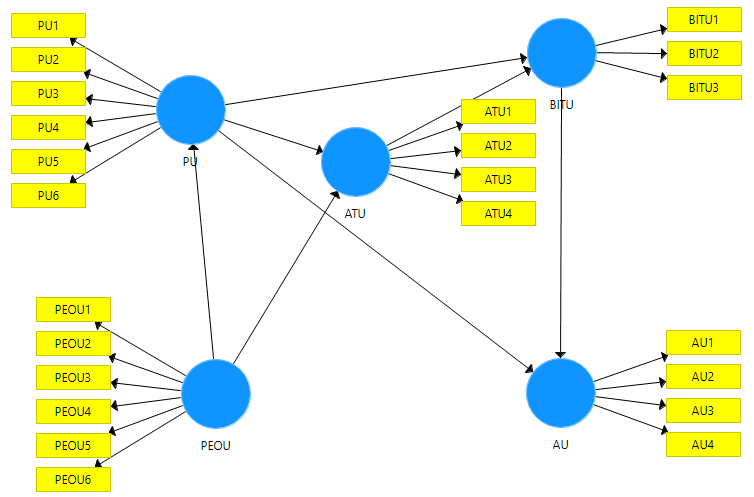 PU1
PU2
PU3
PU4
PU5
PU6
PU
BITU1
BITU2
BITU3
BITU
ATU1
ATU2
ATU3
ATU4
ATU
PEOU1
PEOU2
PEOU3
PEOU4
PEOU5
PEOU6
PEOU
AU1
AU2
AU3
AU4
AU